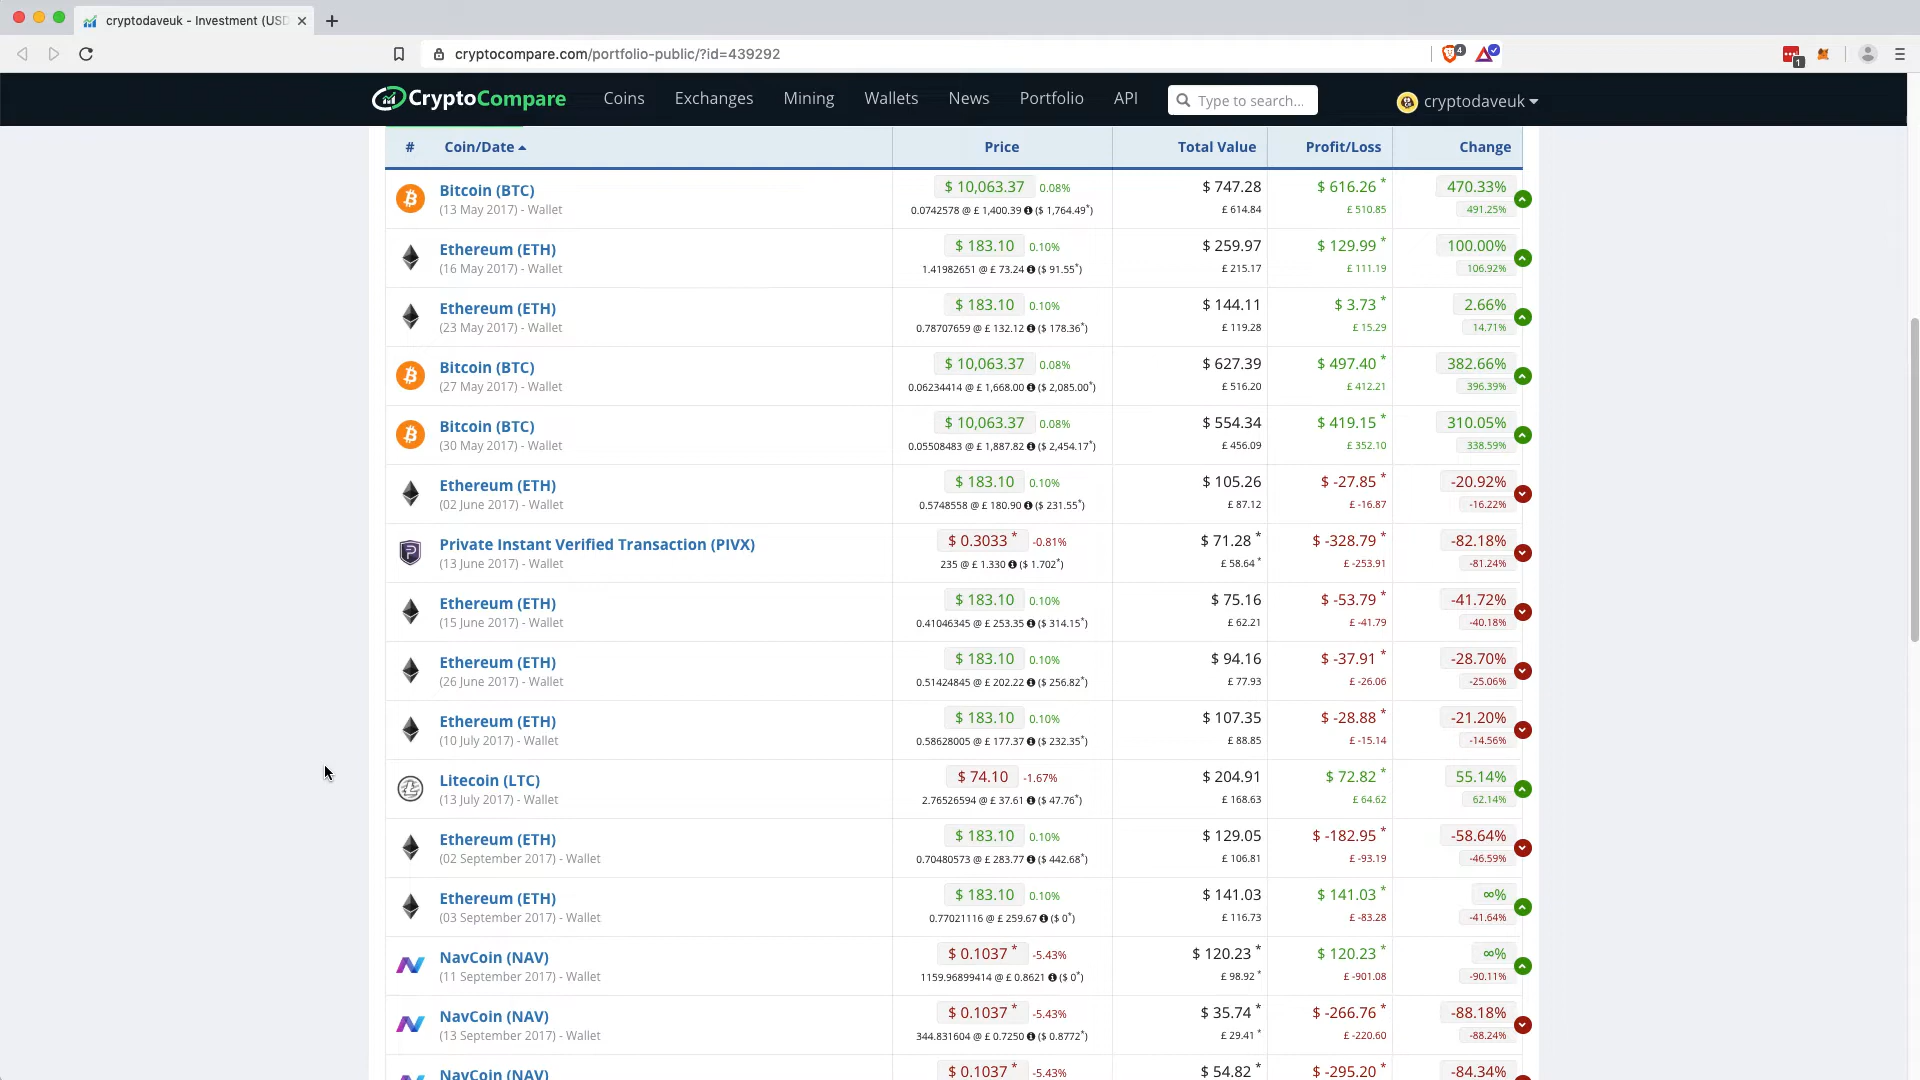 cryptodaveuk - Investment (USD
cryptocompare.com/portfolio-public/?id=439292
4
1
CryptoCompare
Coins Exchanges Mining Wallets News Portfolio API
Type to search...
cryptodaveuk
# Coin/Date Price Total Value Profit/Loss Change
Bitcoin (BTC) $ 10,063.37 0.08% $ 747.28 $ 616.26 * 470.33%
(13 May 2017) - Wallet 0.0742578 @ £ 1,400.39 ($ 1,764.49*) £ 614.84 £ 510.85 491.25%
Ethereum (ETH) $ 183.10 0.10% $ 259.97 $ 129.99 * 100.00%
(16 May 2017) - Wallet 1.41982651 @ £ 73.24 ($ 91.55*) £ 215.17 £ 111.19 106.92%
Ethereum (ETH) $ 183.10 0.10% $ 144.11 $ 3.73 * 2.66%
(23 May 2017) - Wallet 0.78707659 @ £ 132.12 ($ 178.36*) £ 119.28 £ 15.29 14.71%
Bitcoin (BTC) $ 10,063.37 0.08% $ 627.39 $ 497.40 * 382.66%
(27 May 2017) - Wallet 0.06234414 @ £ 1,668.00 ($ 2,085.00*) £ 516.20 £ 412.21 396.39%
Bitcoin (BTC) $ 10,063.37 0.08% $ 554.34 $ 419.15 * 310.05%
(30 May 2017) - Wallet 0.05508483 @ £ 1,887.82 ($ 2,454.17*) £ 456.09 £ 352.10 338.59%
Ethereum (ETH) $ 183.10 0.10% $ 105.26 $ -27.85 * -20.92%
(02 June 2017) - Wallet 0.5748558 @ £ 180.90 ($ 231.55*) £ 87.12 £ -16.87 -16.22%
Private Instant Verified Transaction (PIVX) $ 0.3033 * -0.81% $ 71.28 * $ -328.79 * -82.18%
(13 June 2017) - Wallet 235 @ £ 1.330 ($ 1.702*) £ 58.64 * £ -253.91 -81.24%
Ethereum (ETH) $ 183.10 0.10% $ 75.16 $ -53.79 * -41.72%
(15 June 2017) - Wallet 0.41046345 @ £ 253.35 ($ 314.15*) £ 62.21 £ -41.79 -40.18%
Ethereum (ETH) $ 183.10 0.10% $ 94.16 $ -37.91 * -28.70%
(26 June 2017) - Wallet 0.51424845 @ £ 202.22 ($ 256.82*) £ 77.93 £ -26.06 -25.06%
Ethereum (ETH) $ 183.10 0.10% $ 107.35 $ -28.88 * -21.20%
(10 July 2017) - Wallet 0.58628005 @ £ 177.37 ($ 232.35*) £ 88.85 £ -15.14 -14.56%
Litecoin (LTC) $ 74.10 -1.67% $ 204.91 $ 72.82 * 55.14%
(13 July 2017) - Wallet 2.76526594 @ £ 37.61 ($ 47.76*) £ 168.63 £ 64.62 62.14%
Ethereum (ETH) $ 183.10 0.10% $ 129.05 $ -182.95 * -58.64%
(02 September 2017) - Wallet 0.70480573 @ £ 283.77 ($ 442.68*) £ 106.81 £ -93.19 -46.59%
Ethereum (ETH) $ 183.10 0.10% $ 141.03 $ 141.03 * ∞%
(03 September 2017) - Wallet 0.77021116 @ £ 259.67 ($ 0*) £ 116.73 £ -83.28 -41.64%
NavCoin (NAV) $ 0.1037 * -5.43% $ 120.23 * $ 120.23 * ∞%
(11 September 2017) - Wallet 1159.96899414 @ £ 0.8621 ($ 0*) £ 98.92 * £ -901.08 -90.11%
NavCoin (NAV) $ 0.1037 * -5.43% $ 35.74 * $ -266.76 * -88.18%
(13 September 2017) - Wallet 344.831604 @ £ 0.7250 ($ 0.8772*) £ 29.41 * £ -220.60 -88.24%
NavCoin (NAV) $ 0.1037 * -5.43% $ 54.82 * $ -295.20 * -84.34%